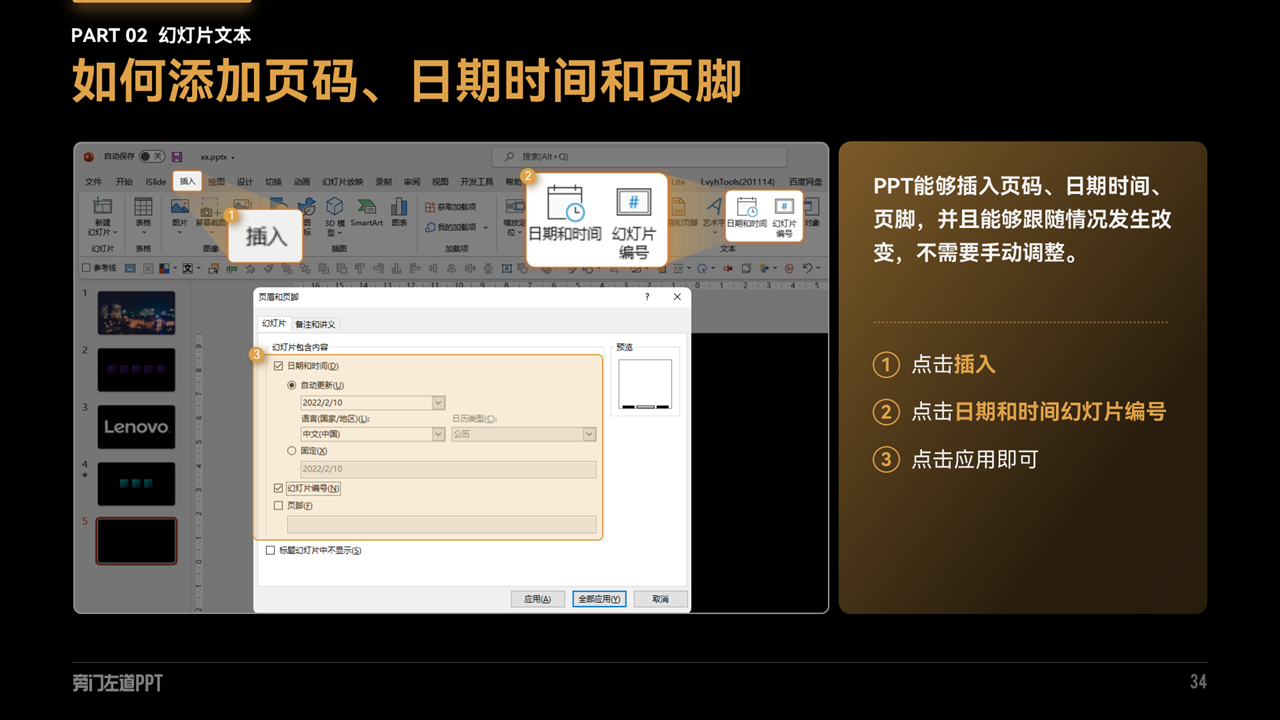 PART 02 幻灯片文本
如何添加页码、日期时间和页脚
自动保存 关 xx.pptx
搜索(Alt+Q)
文件 开始 iSlide 插入 绘图 设计 切换 动画 幻灯片放映 录制 审阅 视图 开发工具 帮助 Lite LvyhTools(201114) 百度网盘
新建
幻灯片
表格
图片
屏幕截图
3D 模
型
SmartArt
图表
获取加载项
我的加载项
缩放定
位
艺术字
日期和时间
幻灯片
编号
对象
幻灯片 表格 图像 插图 加载项 文本
1
插入
2
日期和时间
幻灯片
编号
参考线
1
2
3
Lenovo
4
5
页眉和页脚
? ×
幻灯片 备注和讲义
幻灯片包含内容
3
日期和时间(D)
自动更新(U)
2022/2/10
语言(国家/地区)(L): 日历类型(C):
中文(中国) 公历
固定(X)
2022/2/10
幻灯片编号(N)
页脚(F)
标题幻灯片中不显示(S)
预览
应用(A) 全部应用(Y) 取消
PPT能够插入页码、日期时间、
页脚，并且能够跟随情况发生改
变，不需要手动调整。
1 点击插入
2 点击日期和时间幻灯片编号
3 点击应用即可
旁门左道PPT
34